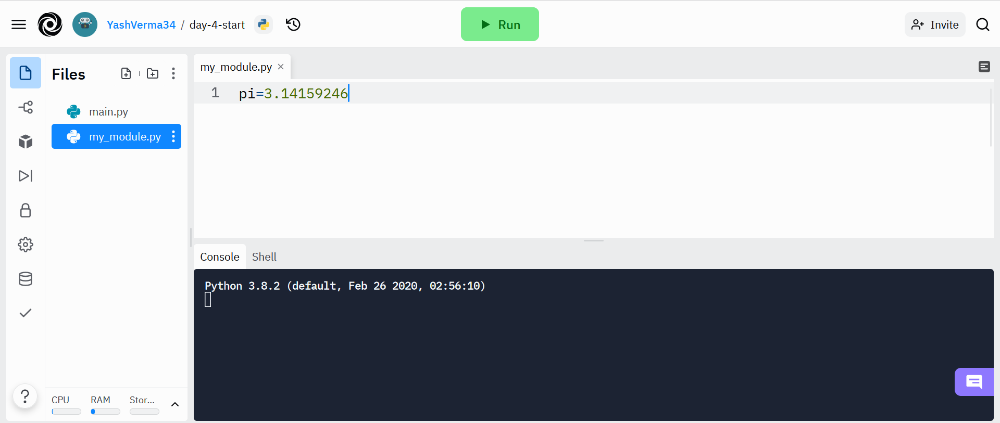 YashVerma34 / day-4-start
Run
Invite
Files
main.py
my_module.py
my_module.py
1 pi=3.14159246
Console Shell
Python 3.8.2 (default, Feb 26 2020, 02:56:10)
?
CPU RAM Stor...